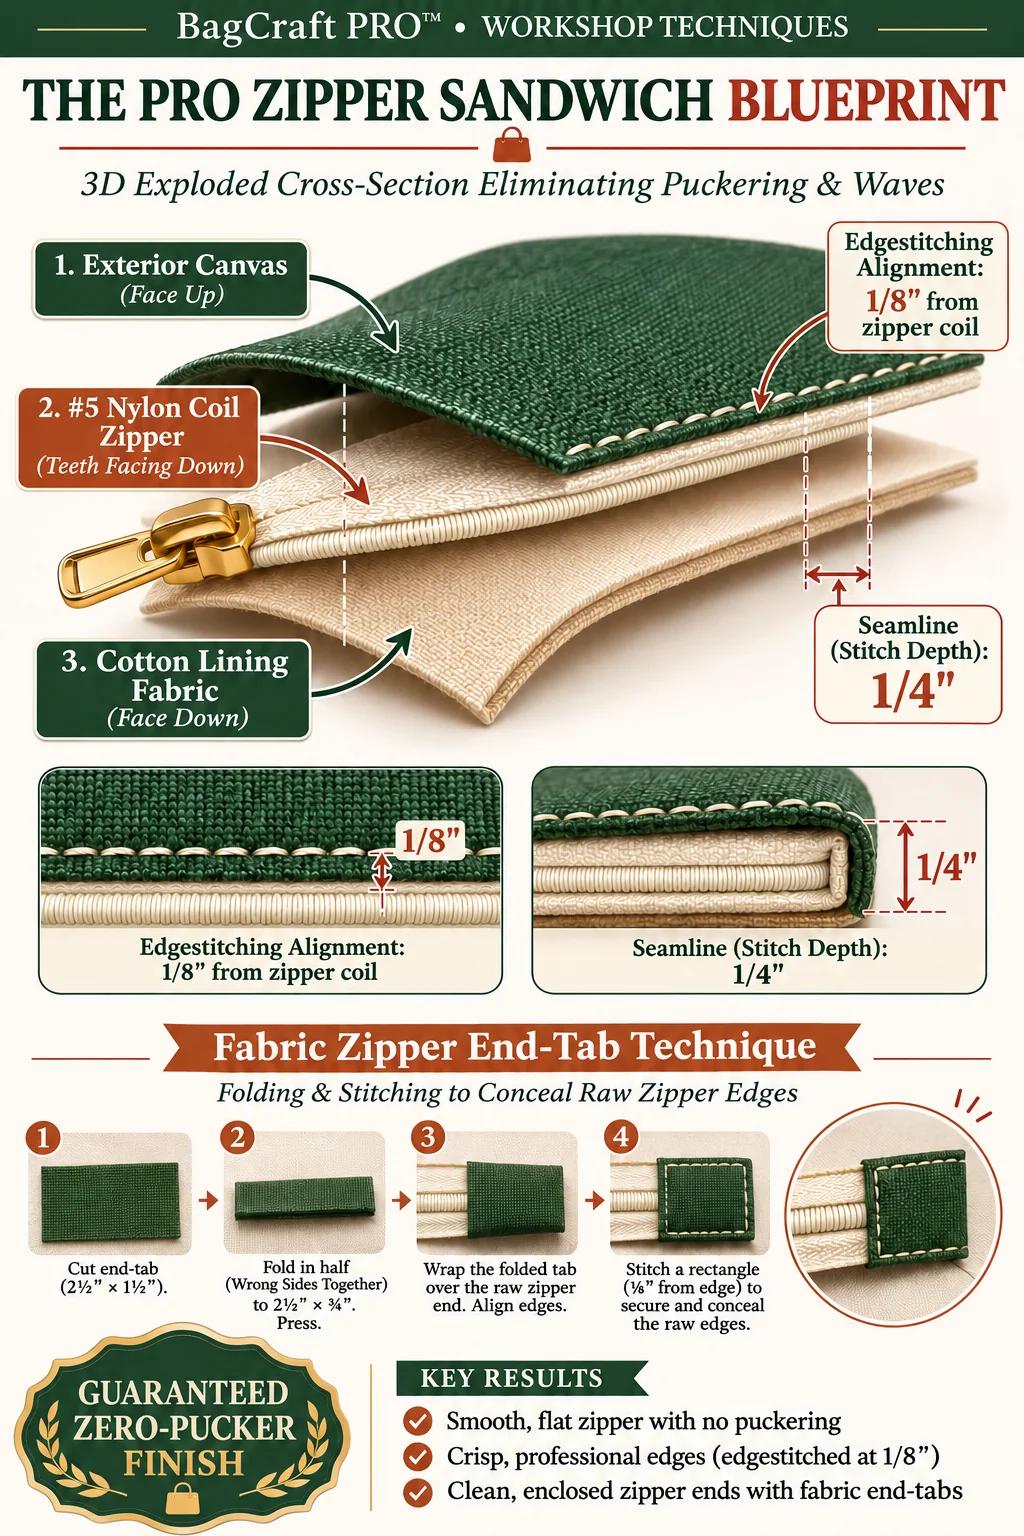 BagCraft PRO™ • WORKSHOP TECHNIQUES
THE PRO ZIPPER SANDWICH BLUEPRINT
3D Exploded Cross-Section Eliminating Puckering & Waves
1. Exterior Canvas
(Face Up)
Edgestitching
Alignment:
1/8” from
zipper coil
2. #5 Nylon Coil
Zipper
(Teeth Facing Down)
3. Cotton Lining
Fabric
(Face Down)
Seamline
(Stitch Depth):
1/4”
1/8”
Edgestitching Alignment:
1/8” from zipper coil
1/4”
Seamline (Stitch Depth):
1/4”
Fabric Zipper End-Tab Technique
Folding & Stitching to Conceal Raw Zipper Edges
1
Cut end-tab
(2½” × 1½”).
2
Fold in half
(Wrong Sides Together)
to 2½” × ¾”.
Press.
3
Wrap the folded tab
over the raw zipper
end. Align edges.
4
Stitch a rectangle
(⅛” from edge) to
secure and conceal
the raw edges.
GUARANTEED
ZERO-PUCKER
FINISH
KEY RESULTS
Smooth, flat zipper with no puckering
Crisp, professional edges (edgestitched at 1/8”)
Clean, enclosed zipper ends with fabric end-tabs